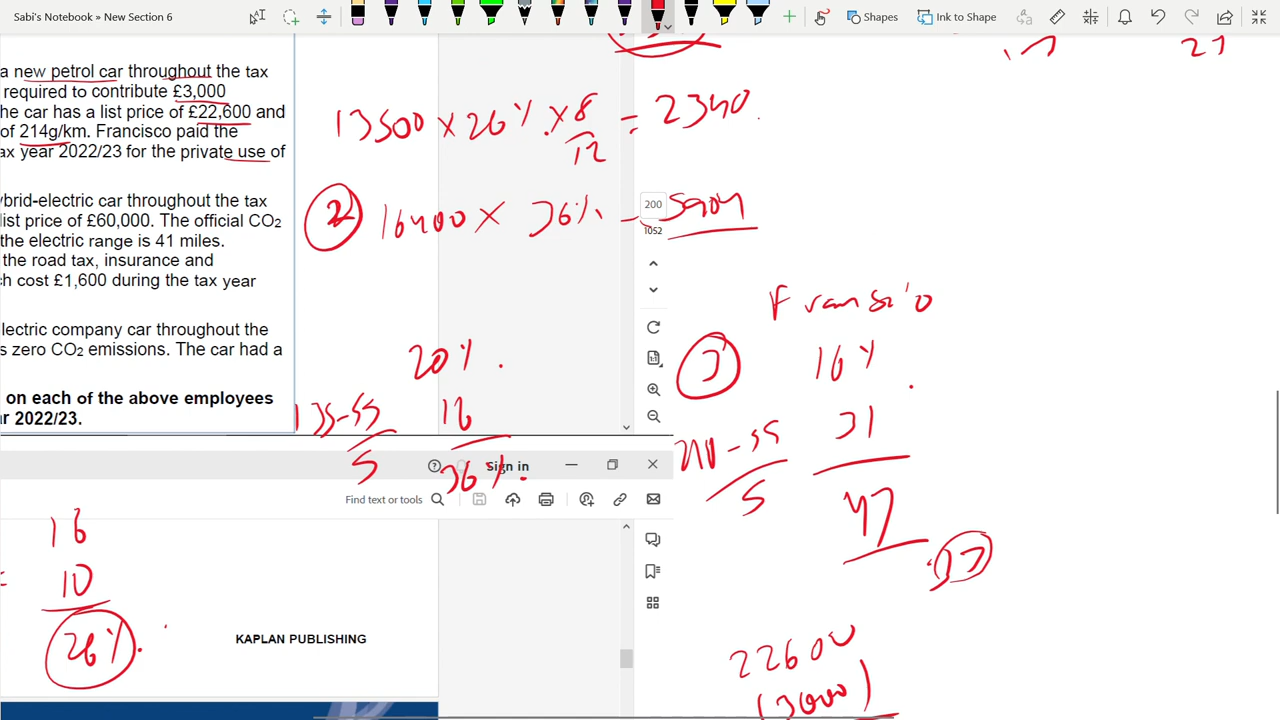 Sabi's Notebook » New Section 6
Shapes
Ink to Shape
a new petrol car throughout the tax
required to contribute £3,000
he car has a list price of £22,600 and
of 214g/km. Francisco paid the
ax year 2022/23 for the private use of
ybrid-electric car throughout the tax
list price of £60,000. The official CO2
the electric range is 41 miles.
the road tax, insurance and
ch cost £1,600 during the tax year
lectric company car throughout the
s zero CO2 emissions. The car had a
on each of the above employees
ar 2022/23.
13500 × 26% × 8/12 = 2340
2 16400 × 36% = 5904
200
1052
20%
135-55
5
16
36%.
Fransi'o
3
16%
210-55
5
31
47
37
22600
(3000)
Sign in
Find text or tools
16
10
26%.
KAPLAN PUBLISHING